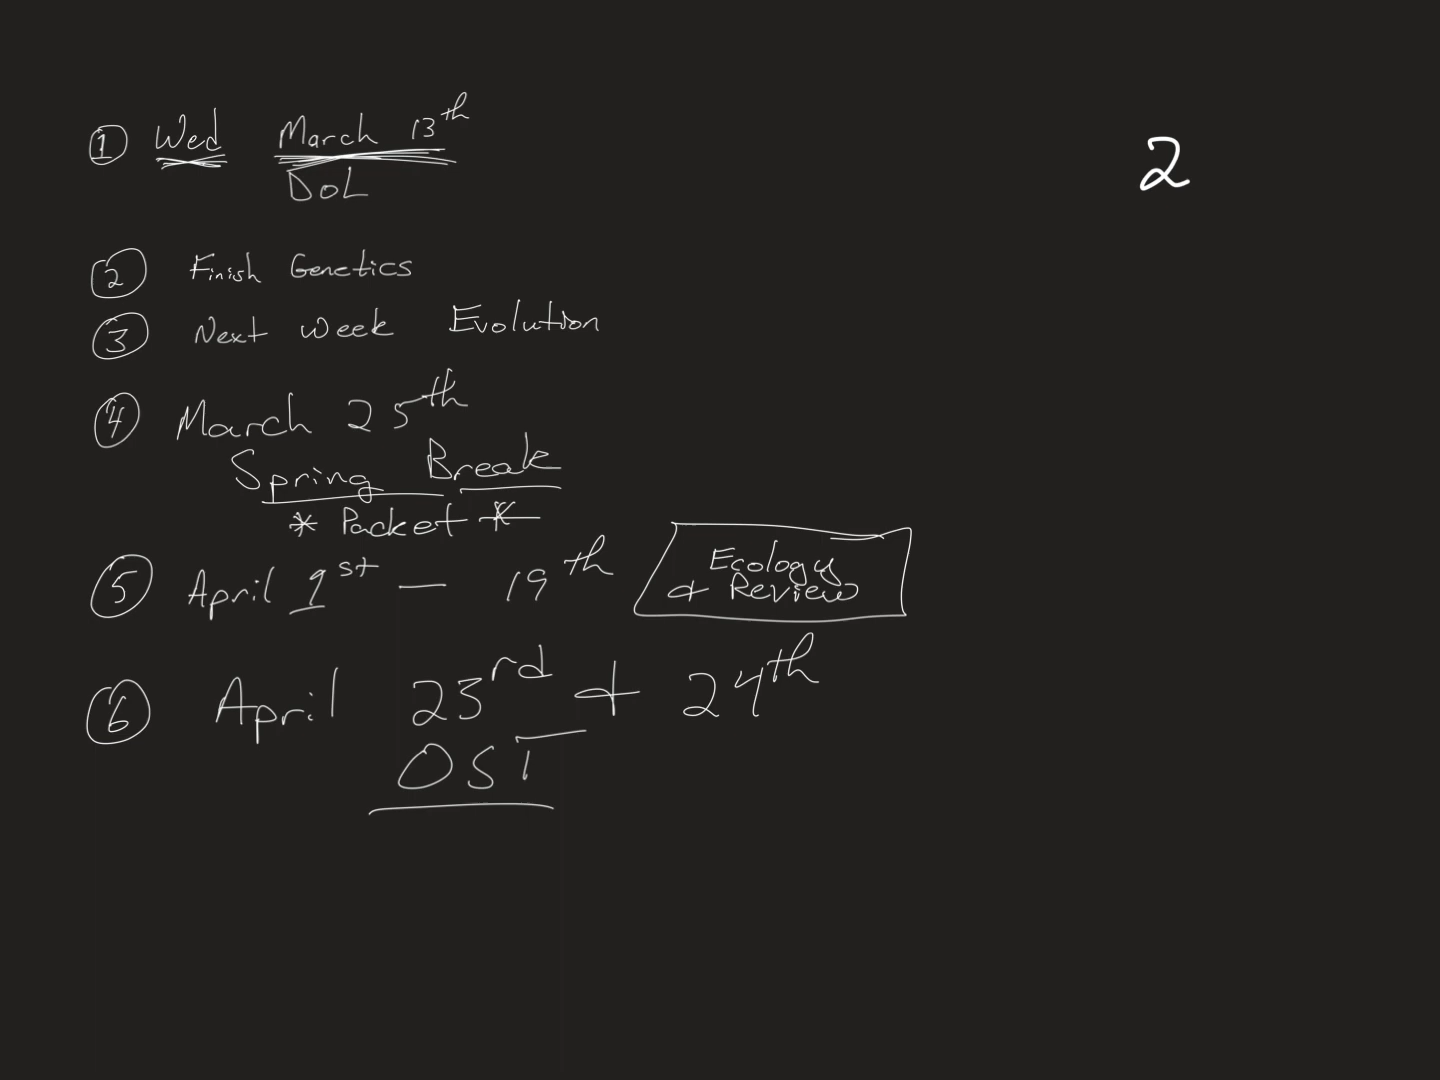 ① Wed March 13th
DOL
2
② Finish Genetics
③ Next Week Evolution
④ March 25th
Spring Break
* Packet *
⑤ April 1st — 19th Ecology
& Review
⑥ April 23rd & 24th
OST